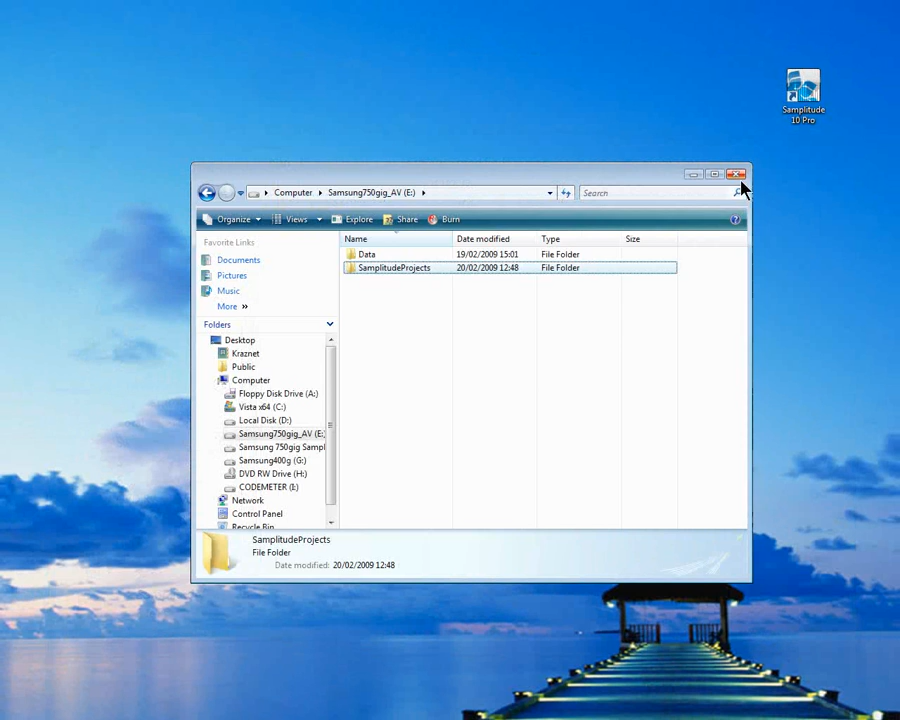 Samplitude
10 Pro
Computer
Samsung750gig_AV (E:)
Search
Organize
Views
Explore
Share
Burn
Favorite Links
Documents
Pictures
Music
More »
Folders
Desktop
Kraznet
Public
Computer
Floppy Disk Drive (A:)
Vista x64 (C:)
Local Disk (D:)
Samsung750gig_AV (E:
Samsung 750gig Sampl
Samsung400g (G:)
DVD RW Drive (H:)
CODEMETER (I:)
Network
Control Panel
Recycle Bin
Name Date modified Type Size
Data 19/02/2009 15:01 File Folder
SamplitudeProjects 20/02/2009 12:48 File Folder
SamplitudeProjects
File Folder
Date modified: 20/02/2009 12:48